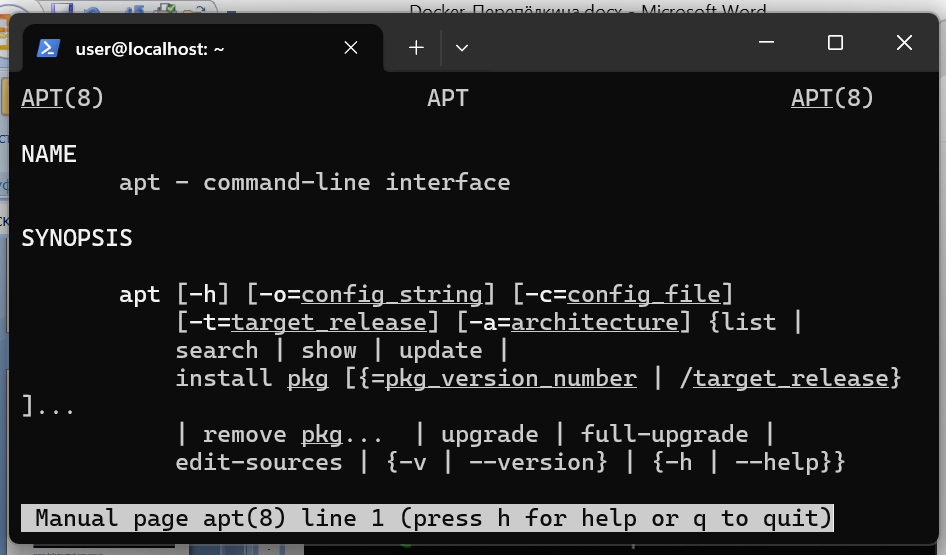 Docker-Перепёлкина.docx - Microsoft Word
user@localhost: ~
APT(8) APT APT(8)
NAME
apt - command-line interface
SYNOPSIS
apt [-h] [-o=config_string] [-c=config_file]
[-t=target_release] [-a=architecture] {list |
search | show | update |
install pkg [{=pkg_version_number | /target_release}
]...
| remove pkg... | upgrade | full-upgrade |
edit-sources | {-v | --version} | {-h | --help}}
Manual page apt(8) line 1 (press h for help or q to quit)